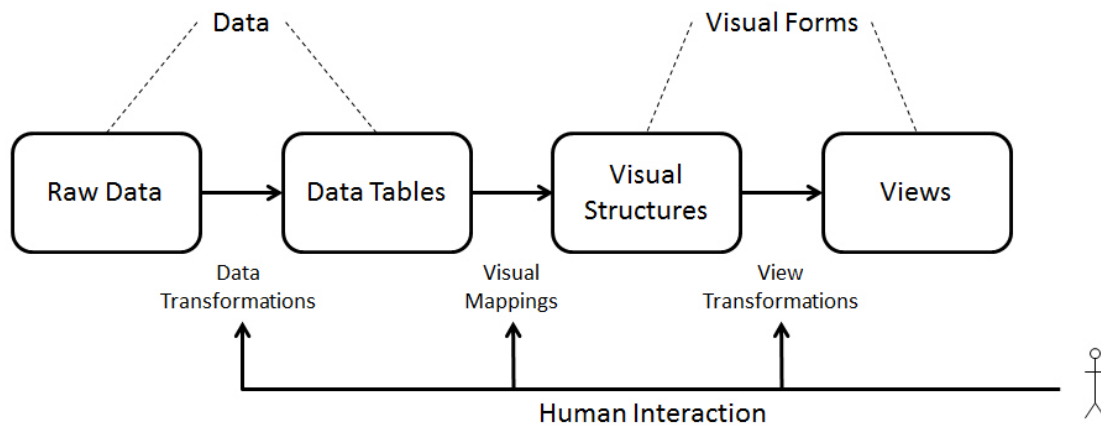 Data
Visual Forms
Raw Data
Data Tables
Visual
Structures
Views
Data
Transformations
Visual
Mappings
View
Transformations
Human Interaction